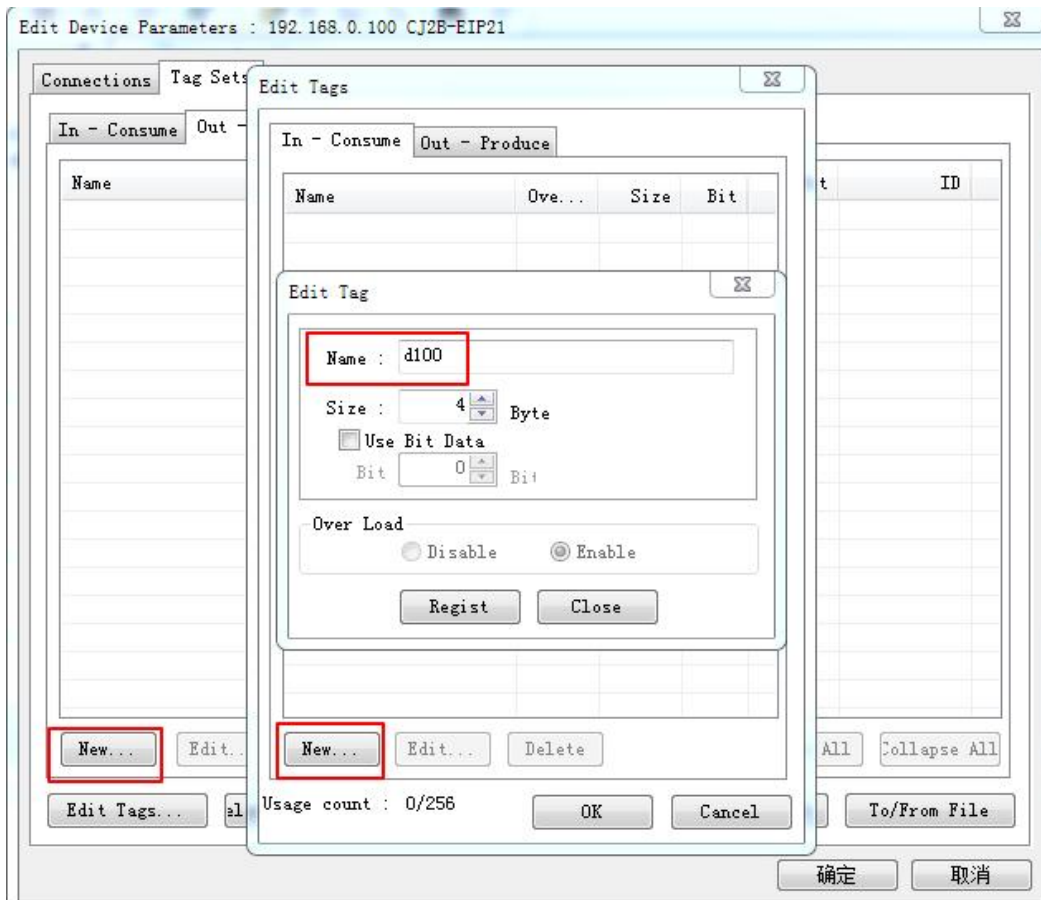 Edit Device Parameters : 192.168.0.100 CJ2B-EIP21
Connections Tag Sets
In - Consume Out -
Name
t ID
Edit Tags
In - Consume Out - Produce
Name Ove... Size Bit
Edit Tag
Name : d100
Size : 4 Byte
Use Bit Data
Bit 0 Bit
Over Load
Disable Enable
Regist Close
New... Edit.. New... Edit... Delete All Collapse All
Usage count : 0/256 OK Cancel
Edit Tags... el To/From File
确定 取消